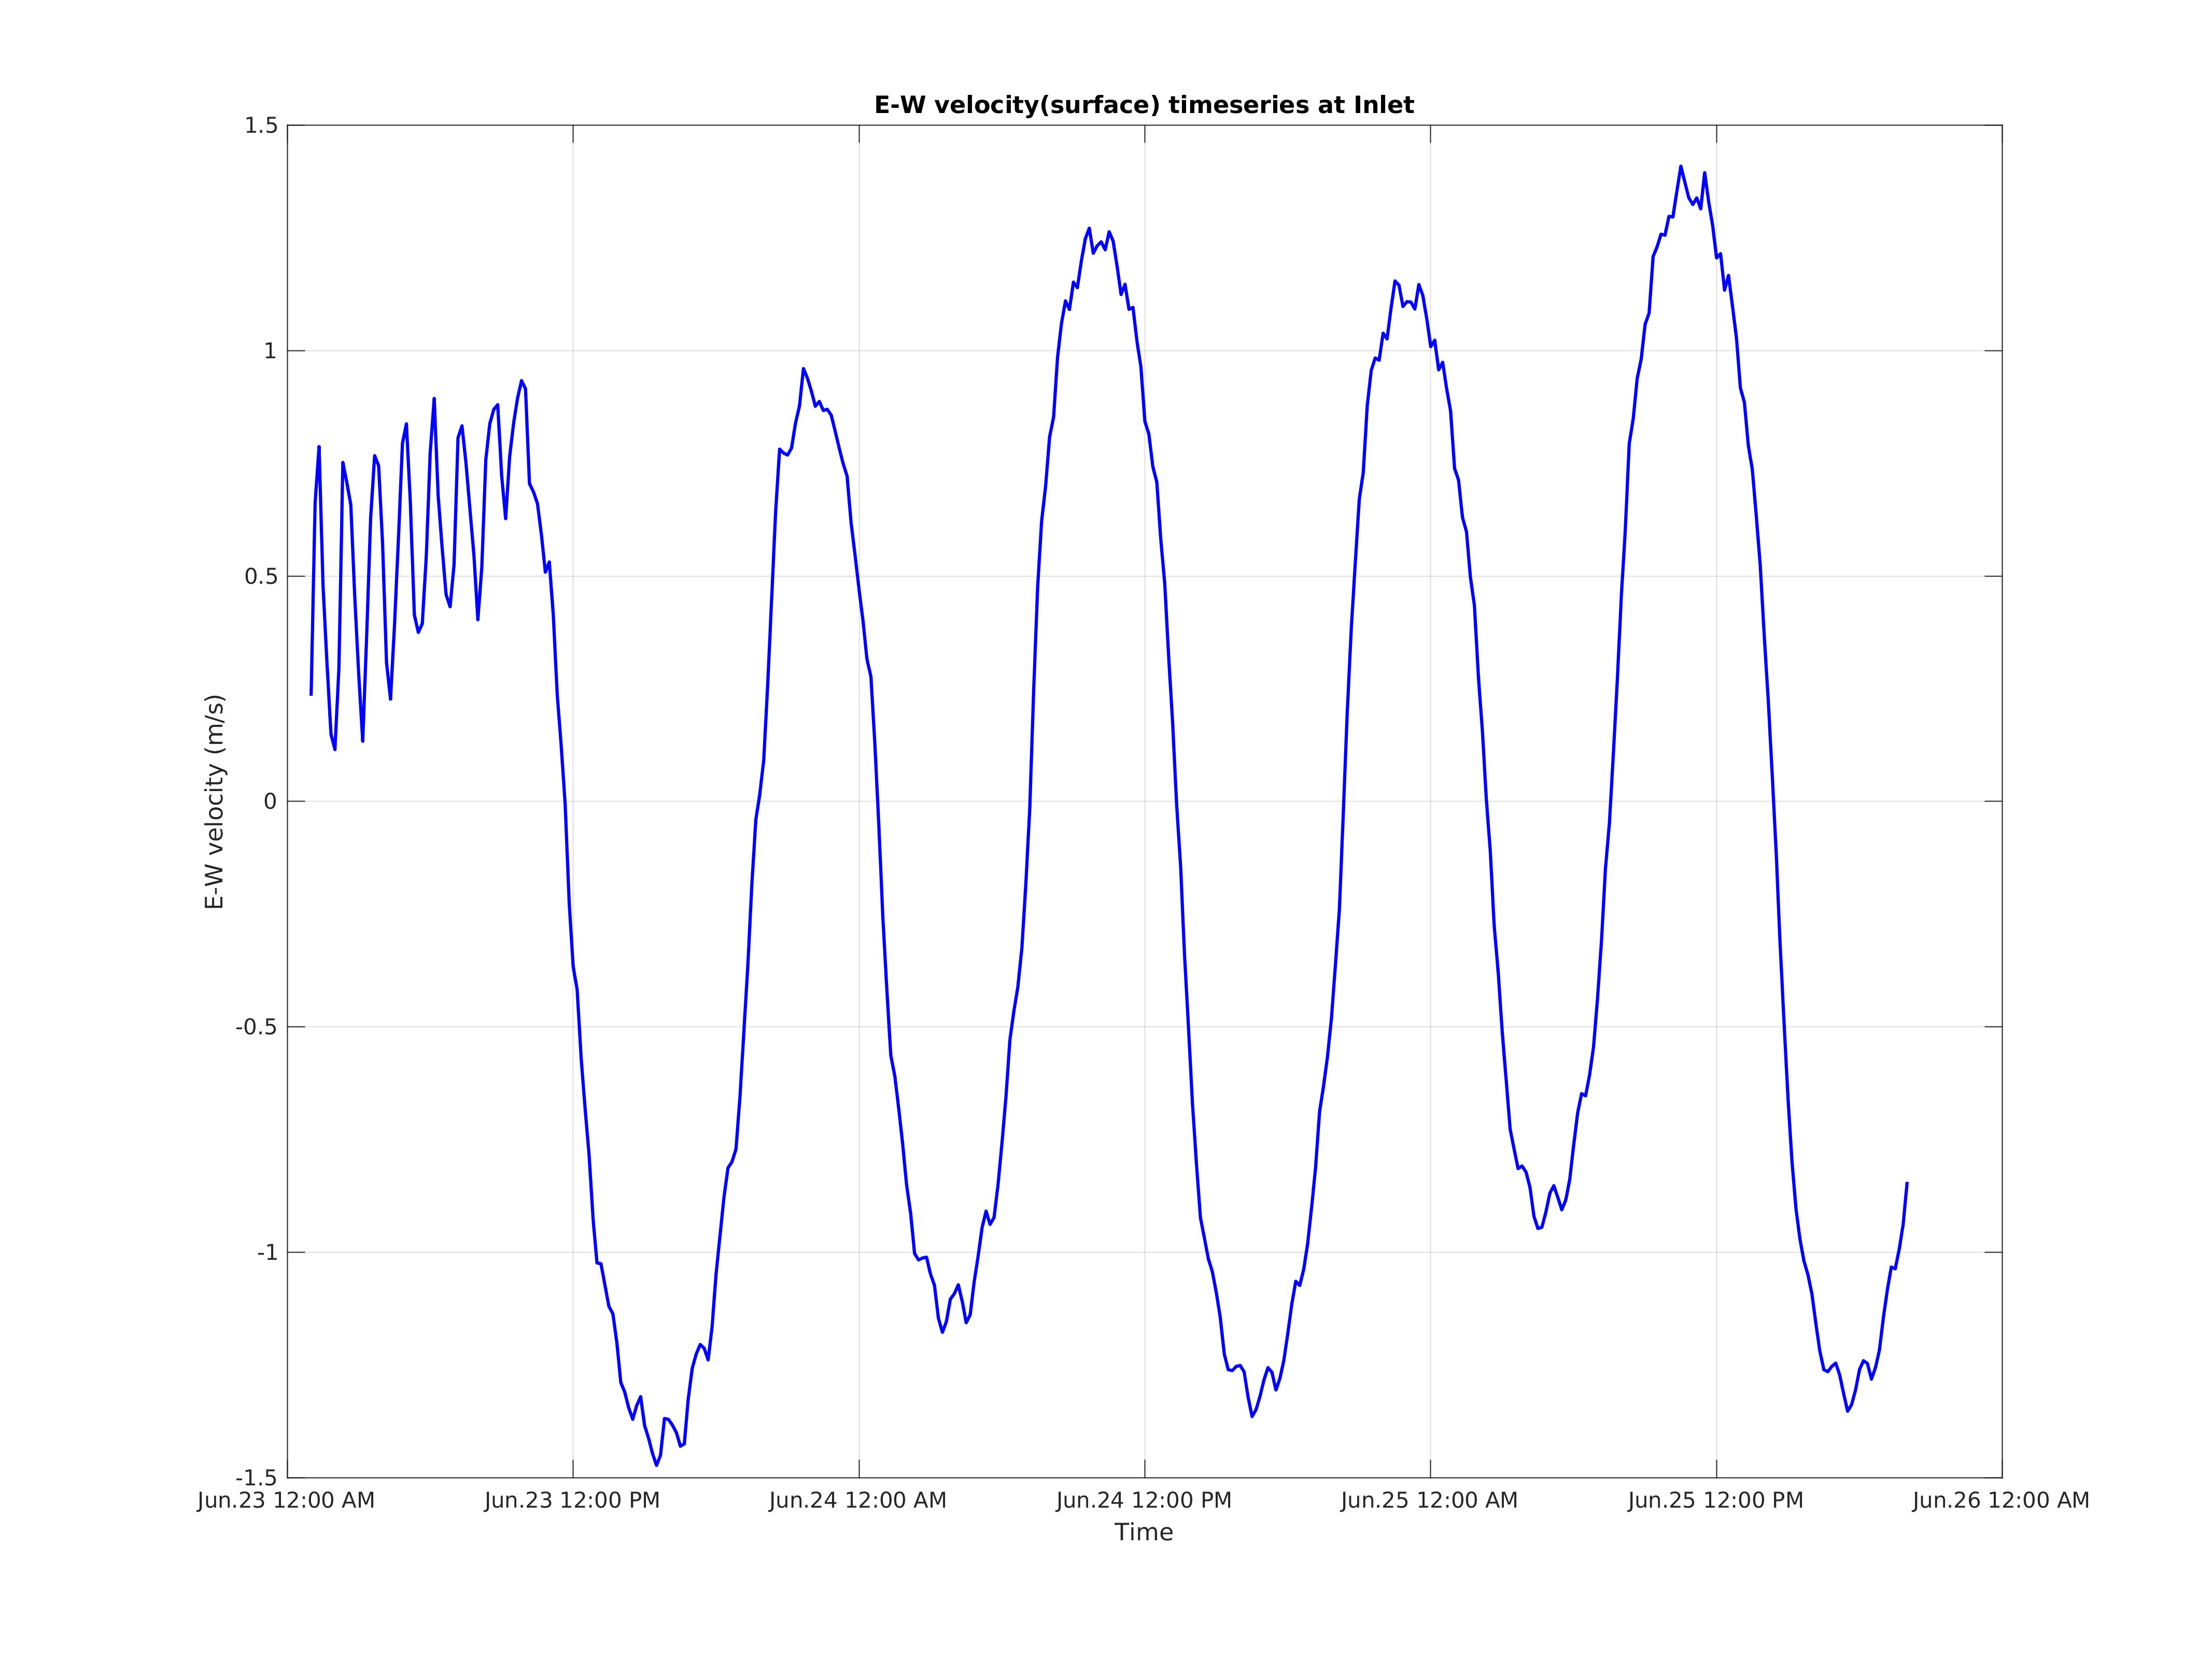 E-W velocity(surface) timeseries at Inlet
1.5
1
0.5
0
-0.5
-1
-1.5
E-W velocity (m/s)
Jun.23 12:00 AM
Jun.23 12:00 PM
Jun.24 12:00 AM
Jun.24 12:00 PM
Jun.25 12:00 AM
Jun.25 12:00 PM
Jun.26 12:00 AM
Time